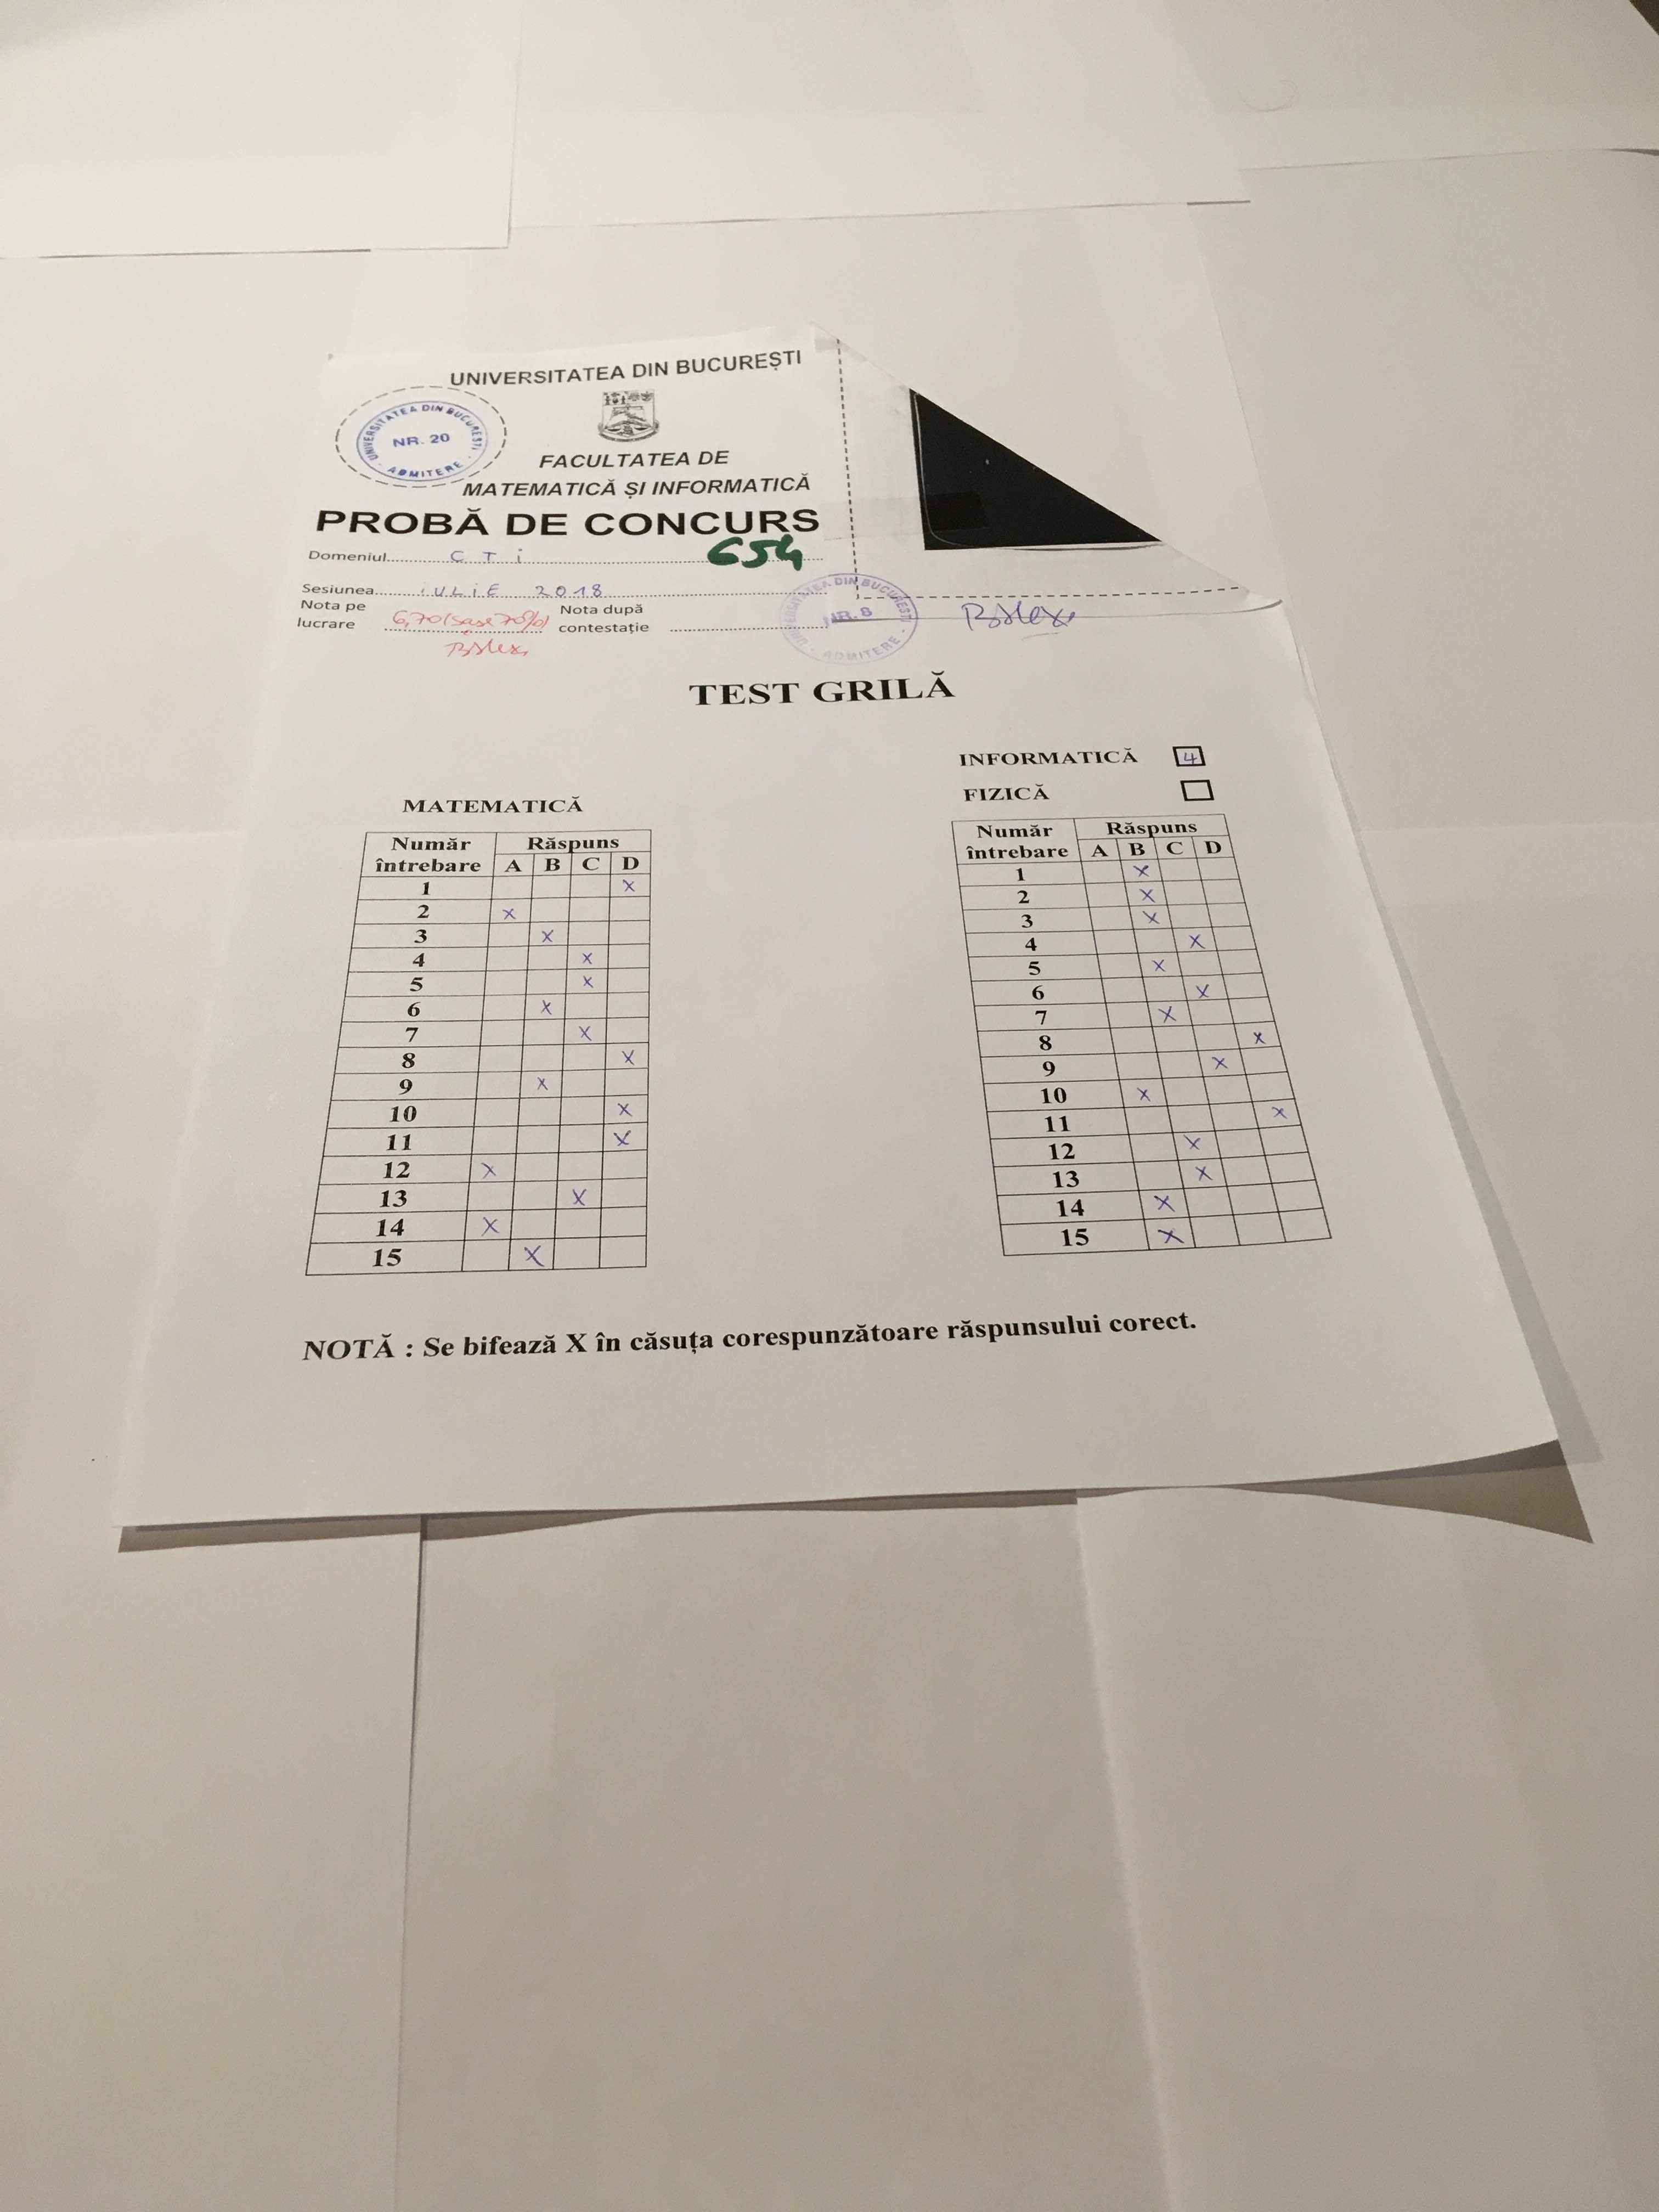 UNIVERSITATEA DIN BUCUREȘTI
UNIVERSITATEA DIN BUCUREȘTI
NR. 20
ADMITERE
FACULTATEA DE
MATEMATICĂ ȘI INFORMATICĂ
PROBĂ DE CONCURS
Domeniul CTi 654
Sesiunea iULiE 2018
Nota pe lucrare 6,70 (șase 70%)
Nota după contestație
UNIVERSITATEA DIN BUCUREȘTI
NR. 8
ADMITERE
TEST GRILĂ
INFORMATICĂ 4
FIZICĂ
MATEMATICĂ
Număr întrebare Răspuns
A B C D
1 X
2 X
3 X
4 X
5 X
6 X
7 X
8 X
9 X
10 X
11 X
12 X
13 X
14 X
15 X
Număr întrebare Răspuns
A B C D
1 X
2 X
3 X
4 X
5 X
6 X
7 X
8 X
9 X
10 X
11 X
12 X
13 X
14 X
15 X
NOTĂ : Se bifează X în căsuța corespunzătoare răspunsului corect.